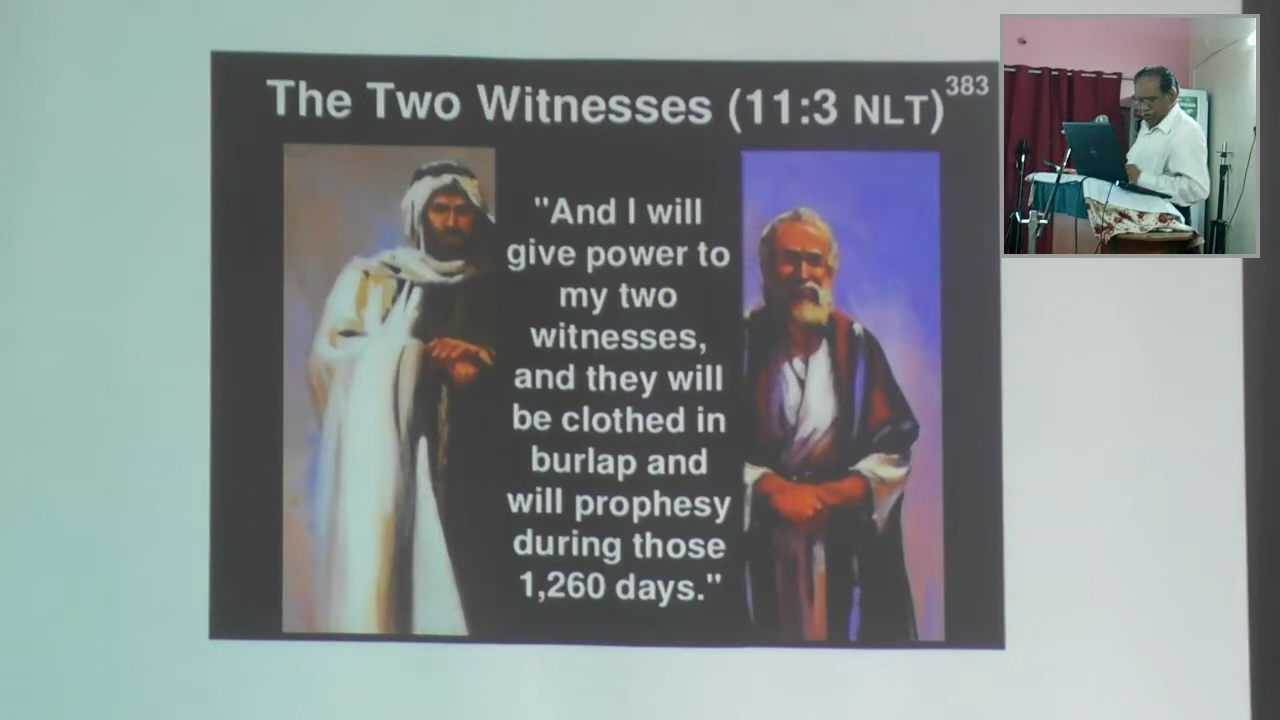 The Two Witnesses (11:3 NLT)383
"And I will
give power to
my two
witnesses,
and they will
be clothed in
burlap and
will prophesy
during those
1,260 days."